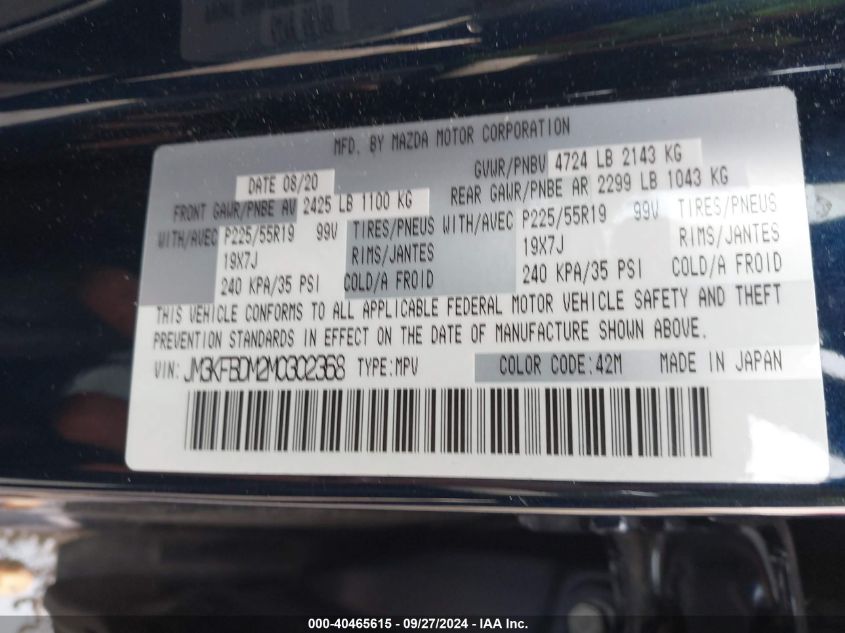 MFD. BY MAZDA MOTOR CORPORATION
DATE 08/20 GVWR/PNBV 4724 LB 2143 KG
FRONT GAWR/PNBE AV 2425 LB 1100 KG REAR GAWR/PNBE AR 2299 LB 1043 KG
WITH/AVEC P225/55R19 99V TIRES/PNEUS WITH/AVEC P225/55R19 99V TIRES/PNEUS
19X7J RIMS/JANTES 19X7J RIMS/JANTES
240 KPA/35 PSI COLD/A FROID 240 KPA/35 PSI COLD/A FROID
THIS VEHICLE CONFORMS TO ALL APPLICABLE FEDERAL MOTOR VEHICLE SAFETY AND THEFT
PREVENTION STANDARDS IN EFFECT ON THE DATE OF MANUFACTURE SHOWN ABOVE.
VIN: JM3KFBDM2M0302368 TYPE:MPV COLOR CODE:42M MADE IN JAPAN
000-40465615 - 09/27/2024 - IAA Inc.